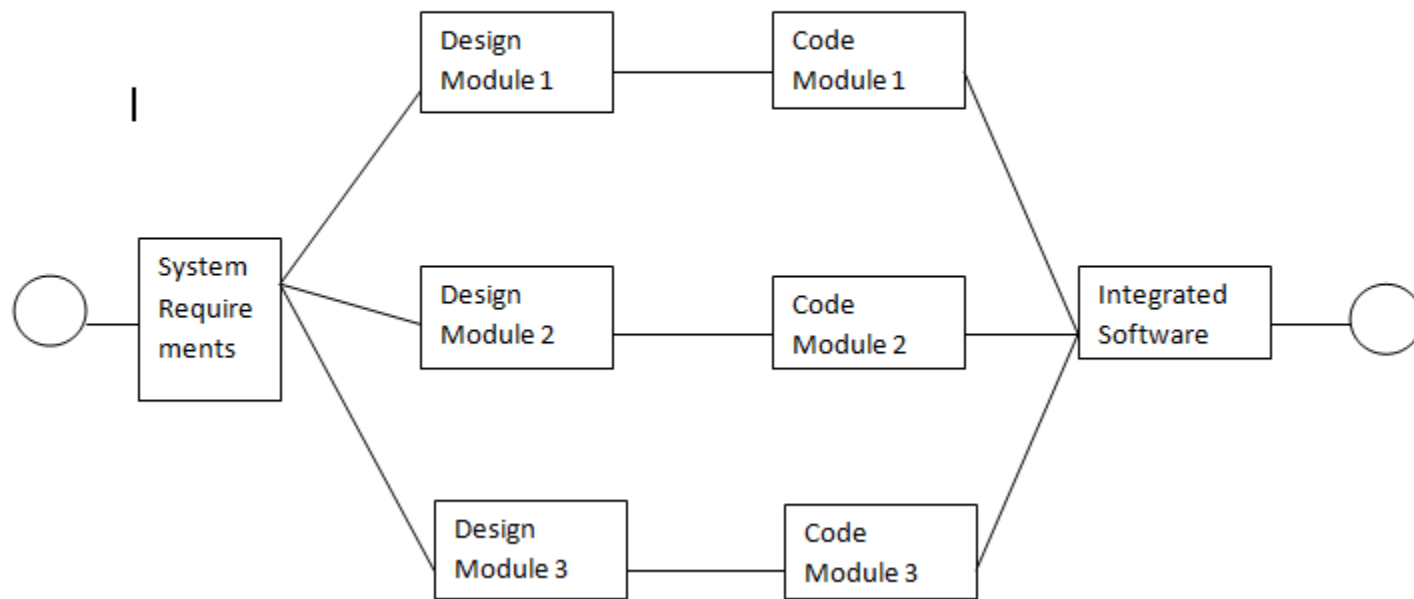 Design
Module 1
Code
Module 1
System
Require
ments
Design
Module 2
Code
Module 2
Integrated
Software
Design
Module 3
Code
Module 3